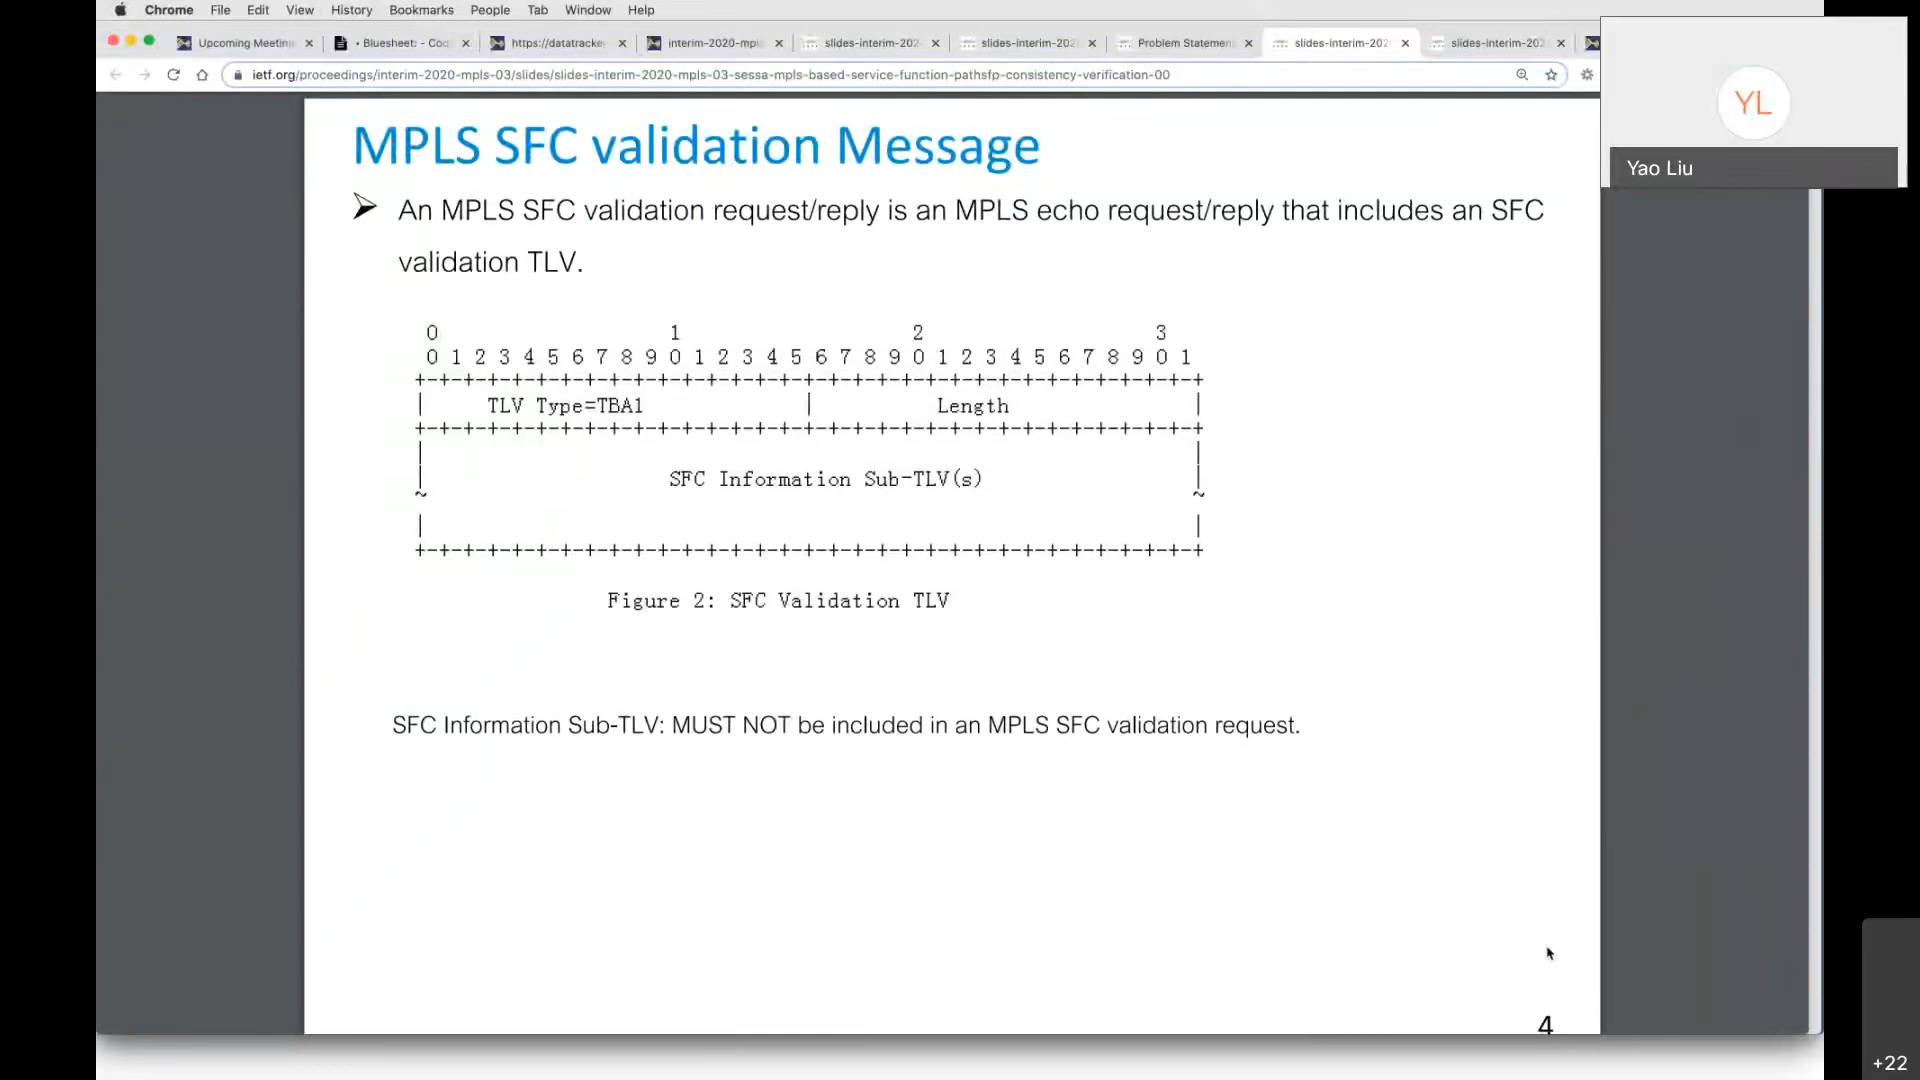 Chrome File Edit View History Bookmarks People Tab Window Help
Upcoming Meetin × • Bluesheet: - Co × https://datatracke × interim-2020-mpl × slides-interim-202 × slides-interim-202 × Problem Statemen × slides-interim-202 × slides-interim-202 ×
ietf.org/proceedings/interim-2020-mpls-03/slides/slides-interim-2020-mpls-03-sessa-mpls-based-service-function-pathsfp-consistency-verification-00
YL
Yao Liu
MPLS SFC validation Message
➢ An MPLS SFC validation request/reply is an MPLS echo request/reply that includes an SFC
validation TLV.
0 1 2 3
0 1 2 3 4 5 6 7 8 9 0 1 2 3 4 5 6 7 8 9 0 1 2 3 4 5 6 7 8 9 0 1
+-+-+-+-+-+-+-+-+-+-+-+-+-+-+-+-+-+-+-+-+-+-+-+-+-+-+-+-+-+-+-+-+
| TLV Type=TBA1 | Length |
+-+-+-+-+-+-+-+-+-+-+-+-+-+-+-+-+-+-+-+-+-+-+-+-+-+-+-+-+-+-+-+-+
| |
| SFC Information Sub-TLV(s) |
~ ~
| |
+-+-+-+-+-+-+-+-+-+-+-+-+-+-+-+-+-+-+-+-+-+-+-+-+-+-+-+-+-+-+-+-+
Figure 2: SFC Validation TLV
SFC Information Sub-TLV: MUST NOT be included in an MPLS SFC validation request.
4
+22